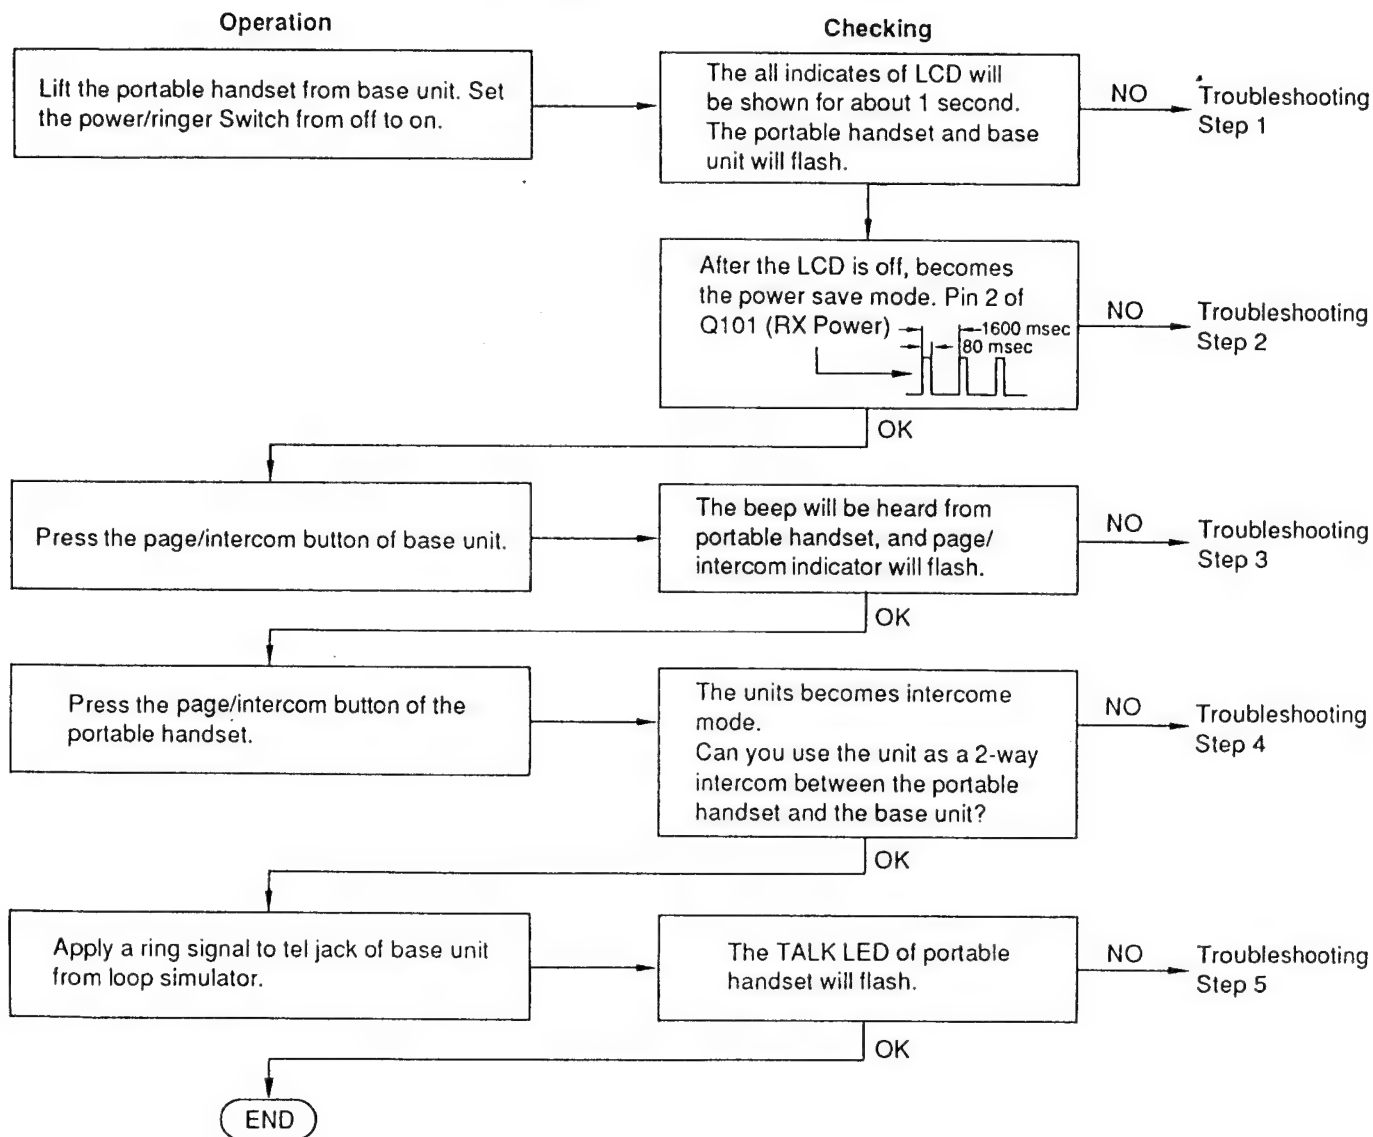 Operation
Checking
Lift the portable handset from base unit. Set
the power/ringer Switch from off to on.
The all indicates of LCD will
be shown for about 1 second.
The portable handset and base
unit will flash.
NO
Troubleshooting
Step 1
After the LCD is off, becomes
the power save mode. Pin 2 of
Q101 (RX Power)
1600 msec
80 msec
NO
Troubleshooting
Step 2
OK
Press the page/intercom button of base unit.
The beep will be heard from
portable handset, and page/
intercom indicator will flash.
NO
Troubleshooting
Step 3
OK
Press the page/intercom button of the
portable handset.
The units becomes intercome
mode.
Can you use the unit as a 2-way
intercom between the portable
handset and the base unit?
NO
Troubleshooting
Step 4
OK
Apply a ring signal to tel jack of base unit
from loop simulator.
The TALK LED of portable
handset will flash.
NO
Troubleshooting
Step 5
OK
END